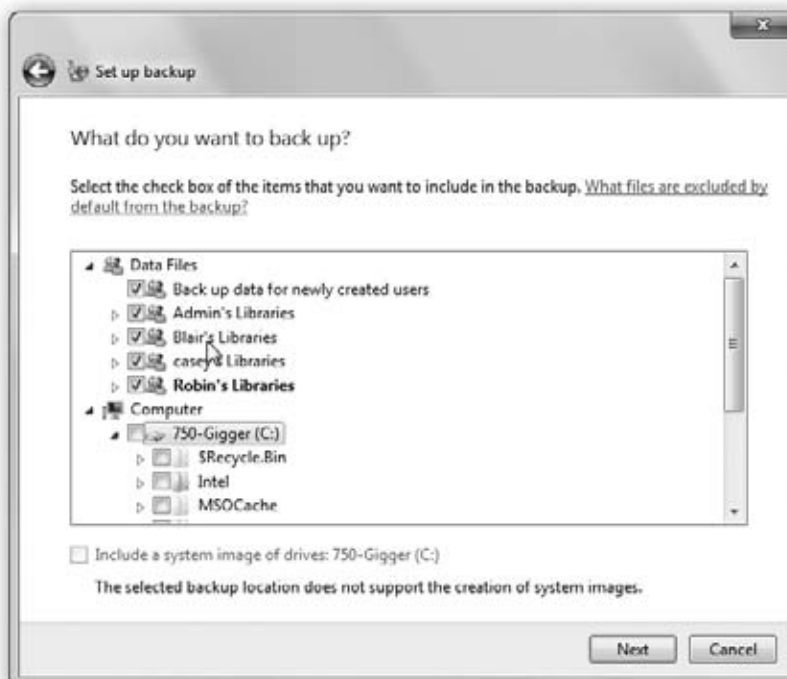 Set up backup
What do you want to back up?
Select the check box of the items that you want to include in the backup. What files are excluded by
default from the backup?
Data Files
Back up data for newly created users
Admin's Libraries
Blair's Libraries
casey's Libraries
Robin's Libraries
Computer
750-Gigger (C:)
$Recycle.Bin
Intel
MSOCache
Include a system image of drives: 750-Gigger (C:)
The selected backup location does not support the creation of system images.
Next
Cancel